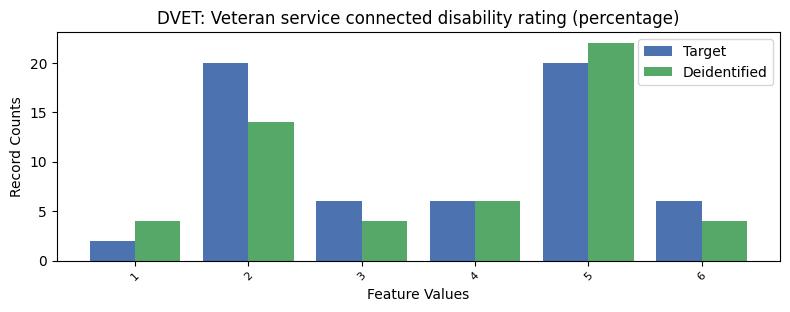 DVET: Veteran service connected disability rating (percentage)
Target
Deidentified
Record Counts
20
15
10
5
0
1 2 3 4 5 6
Feature Values